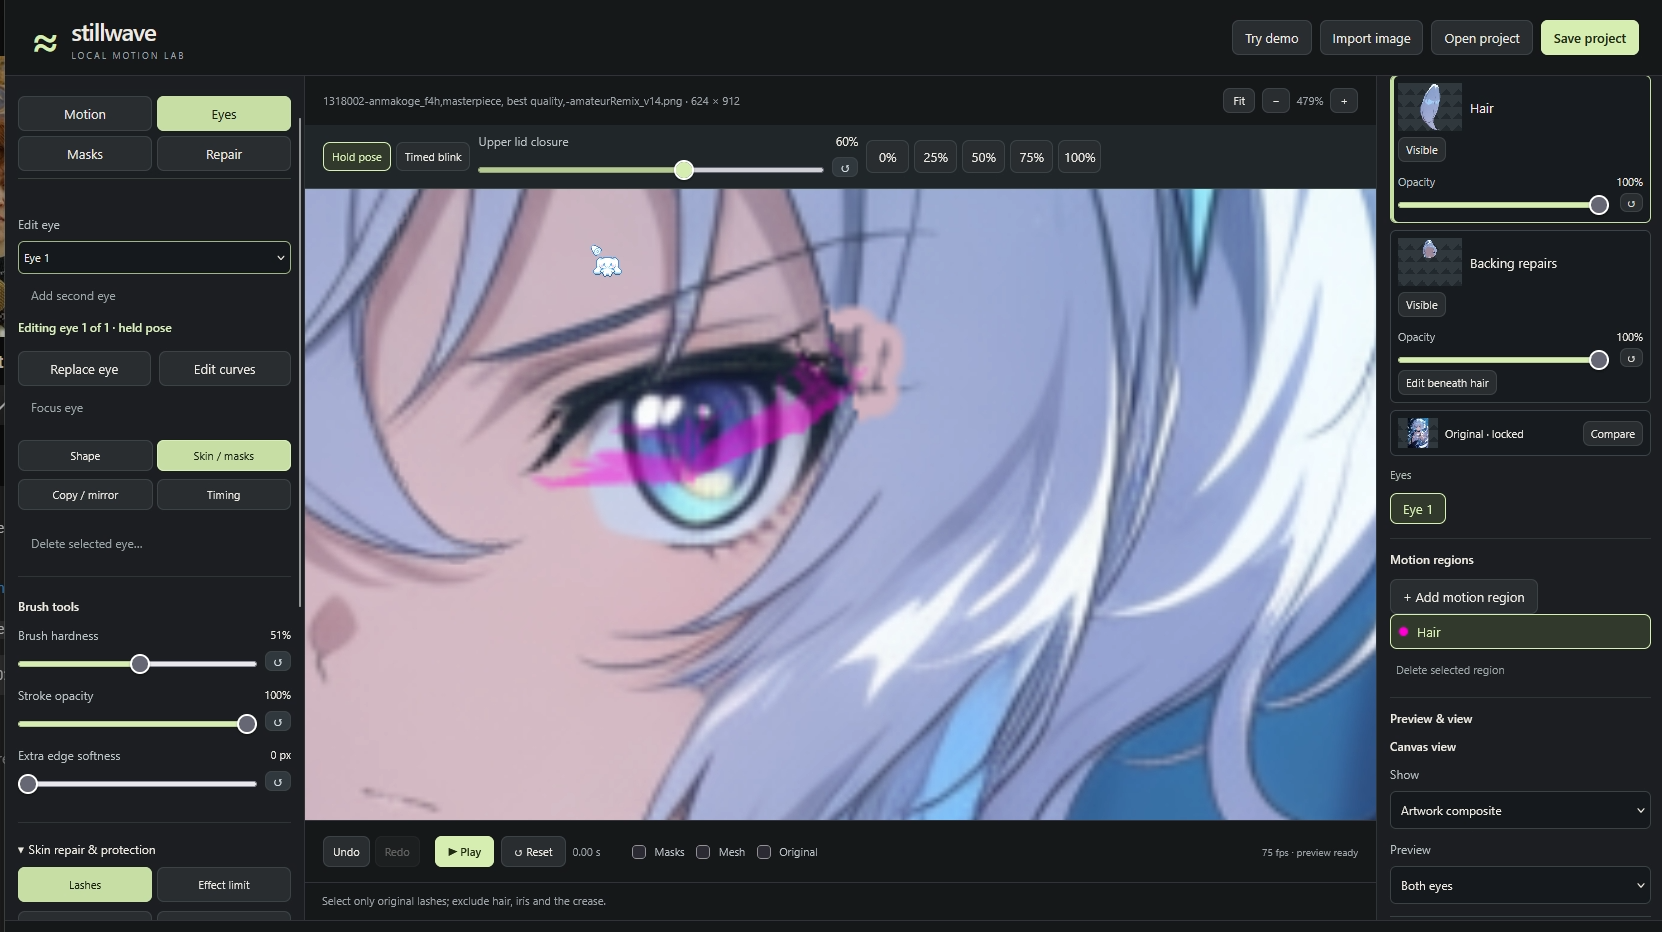 stillwave
LOCAL MOTION LAB
Try demo
Import image
Open project
Save project
Motion
Eyes
Masks
Repair
Edit eye
Eye 1
Add second eye
Editing eye 1 of 1 · held pose
Replace eye
Edit curves
Focus eye
Shape
Skin / masks
Copy / mirror
Timing
Delete selected eye...
Brush tools
Brush hardness
51%
Stroke opacity
100%
Extra edge softness
0 px
▾ Skin repair & protection
Lashes
Effect limit
1318002-anmakoge_f4h,masterpiece, best quality,-amateurRemix_v14.png · 624 × 912
Fit
−
479%
+
Hold pose
Timed blink
Upper lid closure
60%
0%
25%
50%
75%
100%
Undo
Redo
▶ Play
↺ Reset
0.00 s
Masks
Mesh
Original
75 fps · preview ready
Select only original lashes; exclude hair, iris and the crease.
Hair
Visible
Opacity
100%
Backing repairs
Visible
Opacity
100%
Edit beneath hair
Original · locked
Compare
Eyes
Eye 1
Motion regions
+ Add motion region
Hair
Delete selected region
Preview & view
Canvas view
Show
Artwork composite
Preview
Both eyes